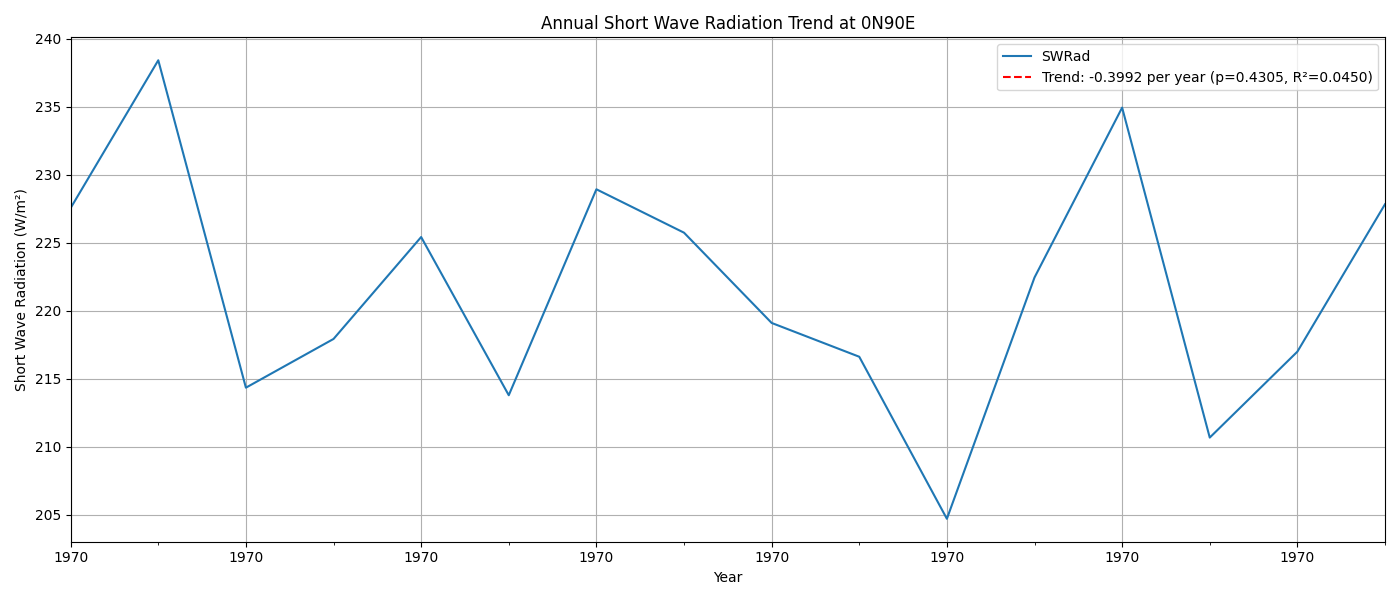 Annual Short Wave Radiation Trend at 0N90E
SWRad
Trend: -0.3992 per year (p=0.4305, R²=0.0450)
Short Wave Radiation (W/m²)
240
235
230
225
220
215
210
205
1970 1970 1970 1970 1970 1970 1970 1970
Year